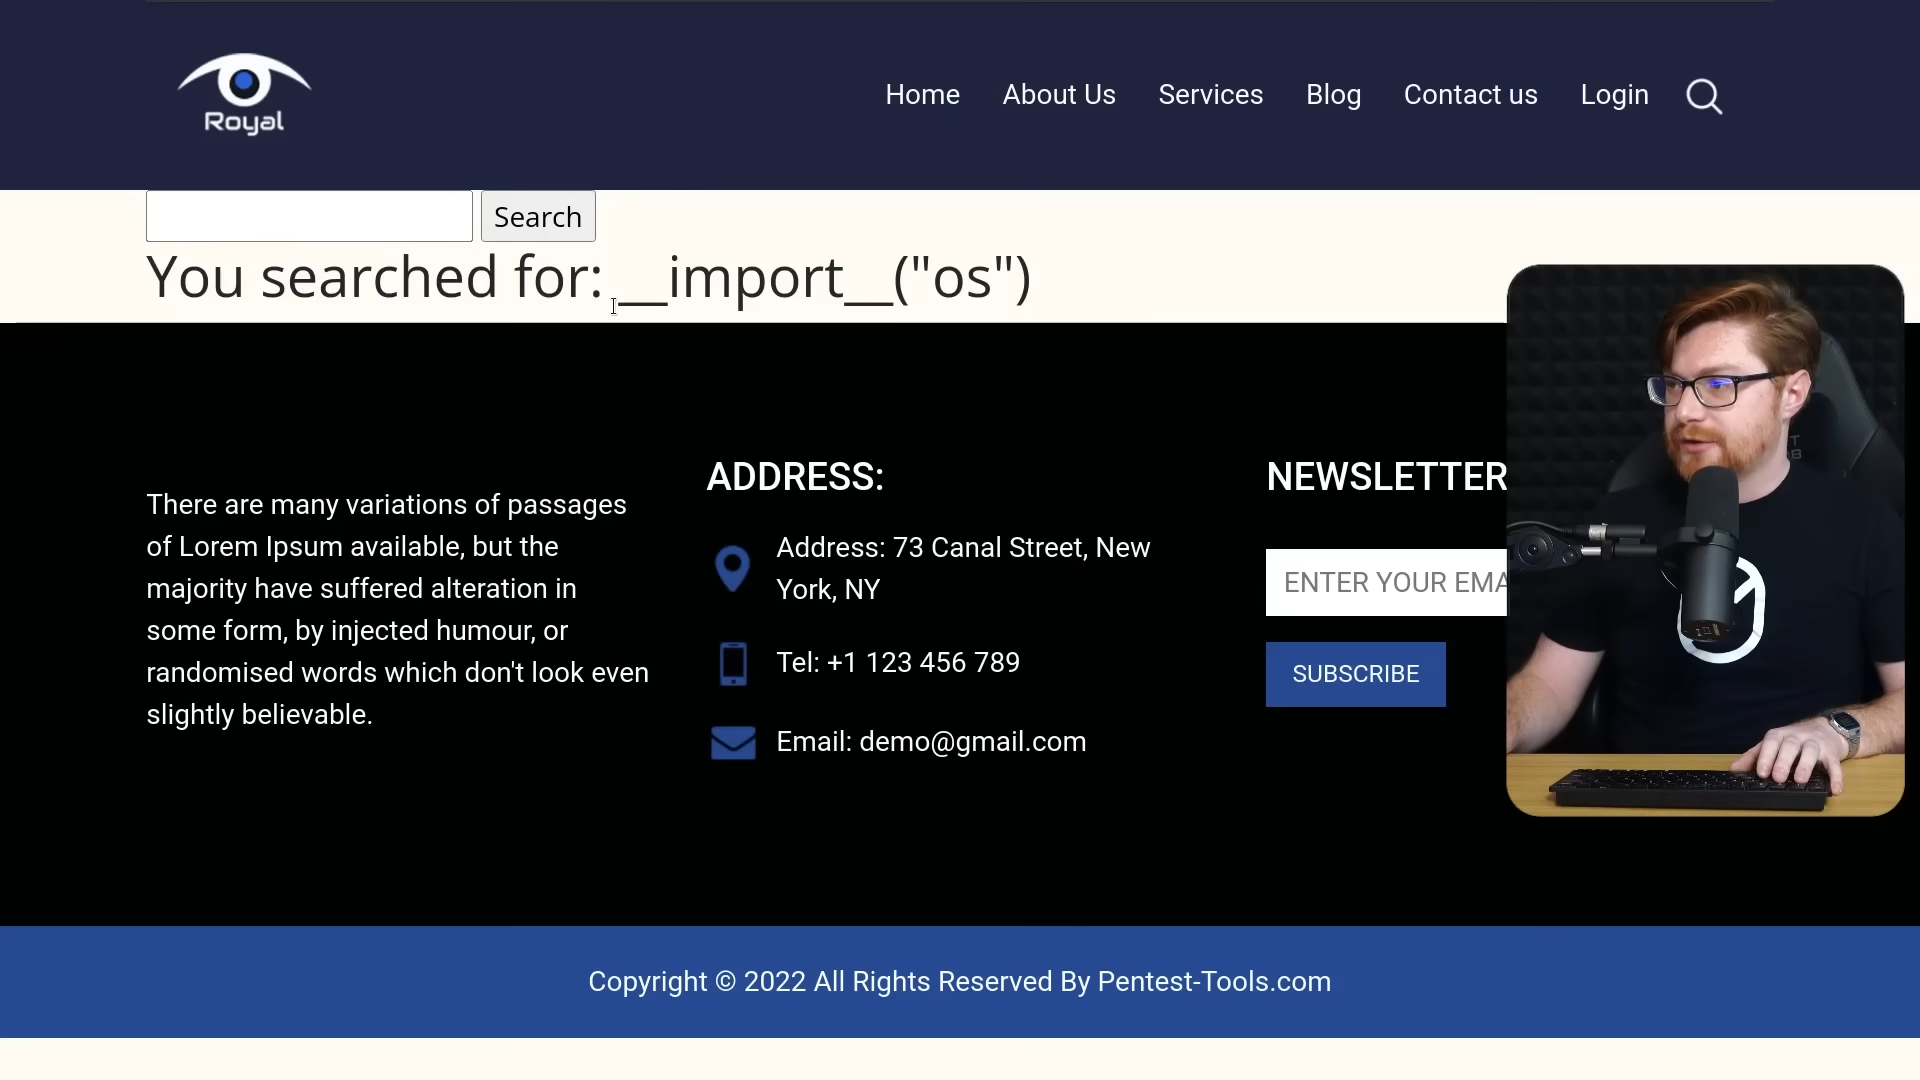 Royal
Home
About Us
Services
Blog
Contact us
Login
Search
You searched for: __import__("os")
There are many variations of passages
of Lorem Ipsum available, but the
majority have suffered alteration in
some form, by injected humour, or
randomised words which don't look even
slightly believable.
ADDRESS:
Address: 73 Canal Street, New
York, NY
Tel: +1 123 456 789
Email: demo@gmail.com
NEWSLETTER
ENTER YOUR EMA
SUBSCRIBE
Copyright © 2022 All Rights Reserved By Pentest-Tools.com